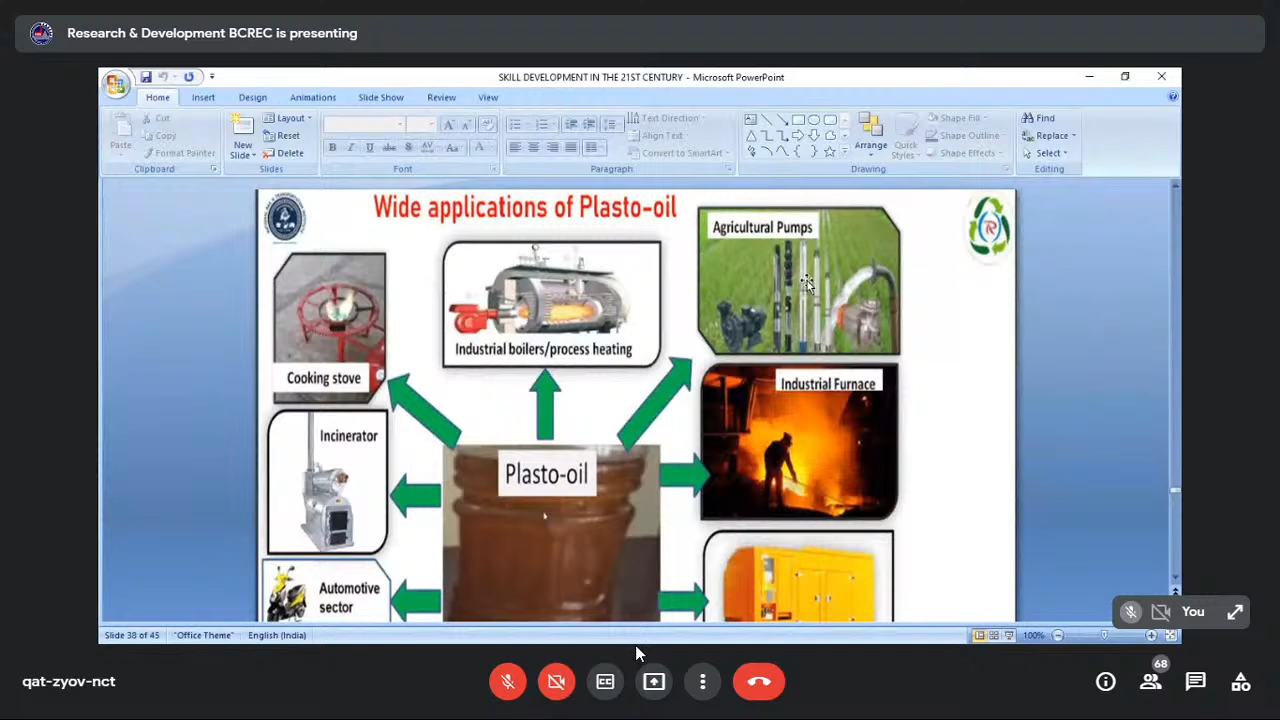 Research & Development BCREC is presenting
SKILL DEVELOPMENT IN THE 21ST CENTURY - Microsoft PowerPoint
Home Insert Design Animations Slide Show Review View
Paste
Cut
Copy
Format Painter
Clipboard
New
Slide
Layout
Reset
Delete
Slides
B I U abc S AV Aa A
Font
Text Direction
Align Text
Convert to SmartArt
Paragraph
Arrange
Quick
Styles
Shape Fill
Shape Outline
Shape Effects
Drawing
Find
Replace
Select
Editing
Wide applications of Plasto-oil
R
Agricultural Pumps
Industrial boilers/process heating
Cooking stove
Industrial Furnace
Incinerator
Plasto-oil
Automotive
sector
You
Slide 38 of 45 "Office Theme" English (India) 100%
qat-zyov-nct
CC
68